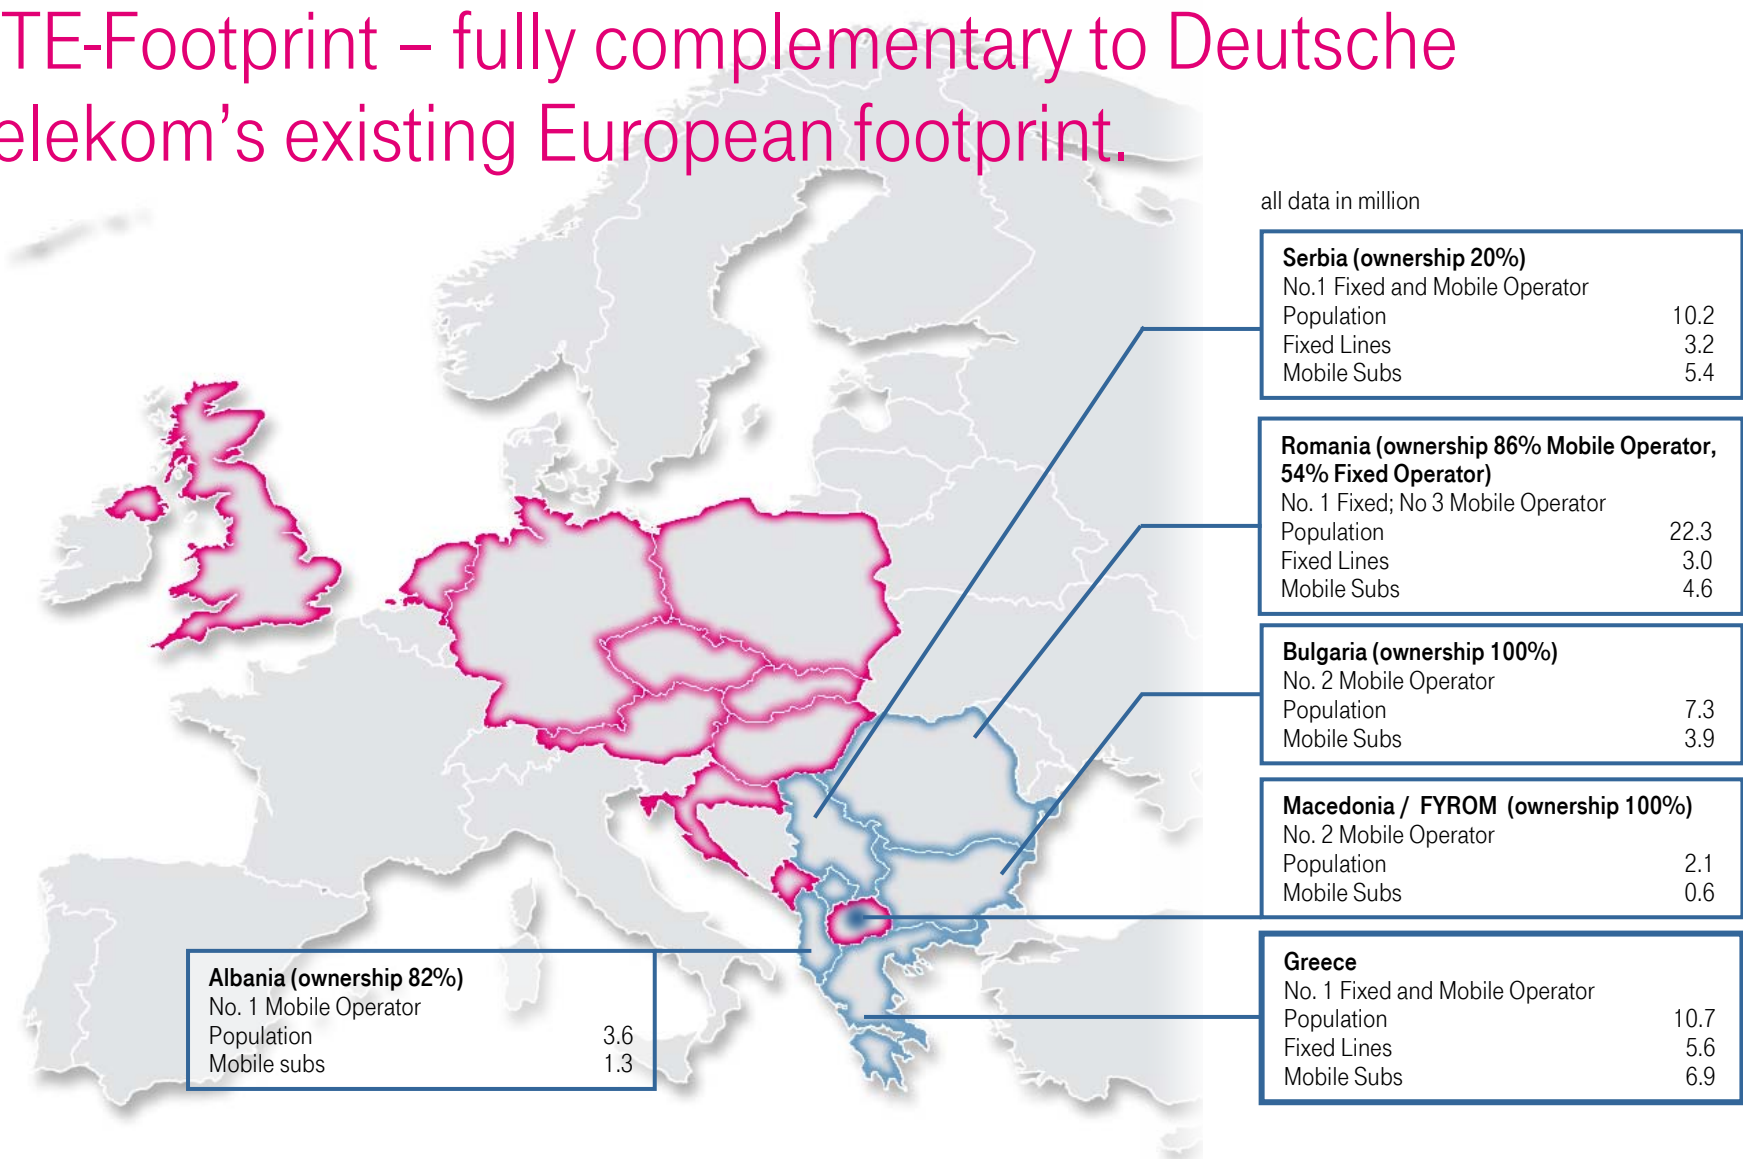 TE-Footprint – fully complementary to Deutsche
elekom's existing European footprint.
all data in million
Serbia (ownership 20%)
No.1 Fixed and Mobile Operator
Population 10.2
Fixed Lines 3.2
Mobile Subs 5.4
Romania (ownership 86% Mobile Operator,
54% Fixed Operator)
No. 1 Fixed; No 3 Mobile Operator
Population 22.3
Fixed Lines 3.0
Mobile Subs 4.6
Bulgaria (ownership 100%)
No. 2 Mobile Operator
Population 7.3
Mobile Subs 3.9
Macedonia / FYROM (ownership 100%)
No. 2 Mobile Operator
Population 2.1
Mobile Subs 0.6
Greece
No. 1 Fixed and Mobile Operator
Population 10.7
Fixed Lines 5.6
Mobile Subs 6.9
Albania (ownership 82%)
No. 1 Mobile Operator
Population 3.6
Mobile subs 1.3